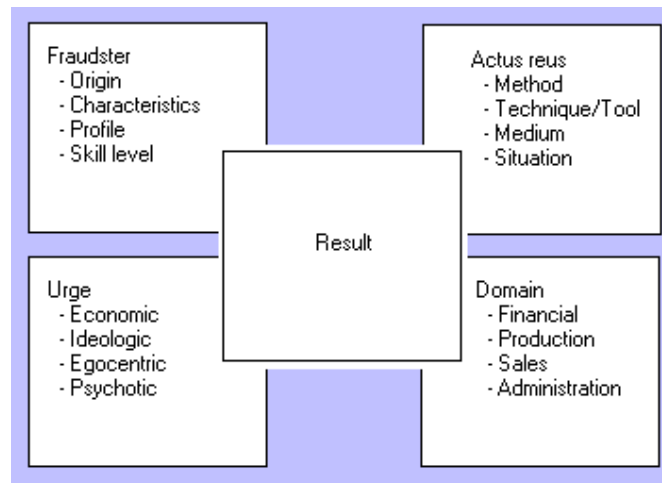 Fraudster
- Origin
- Characteristics
- Profile
- Skill level
Actus reus
- Method
- Technique/Tool
- Medium
- Situation
Result
Urge
- Economic
- Ideologic
- Egocentric
- Psychotic
Domain
- Financial
- Production
- Sales
- Administration